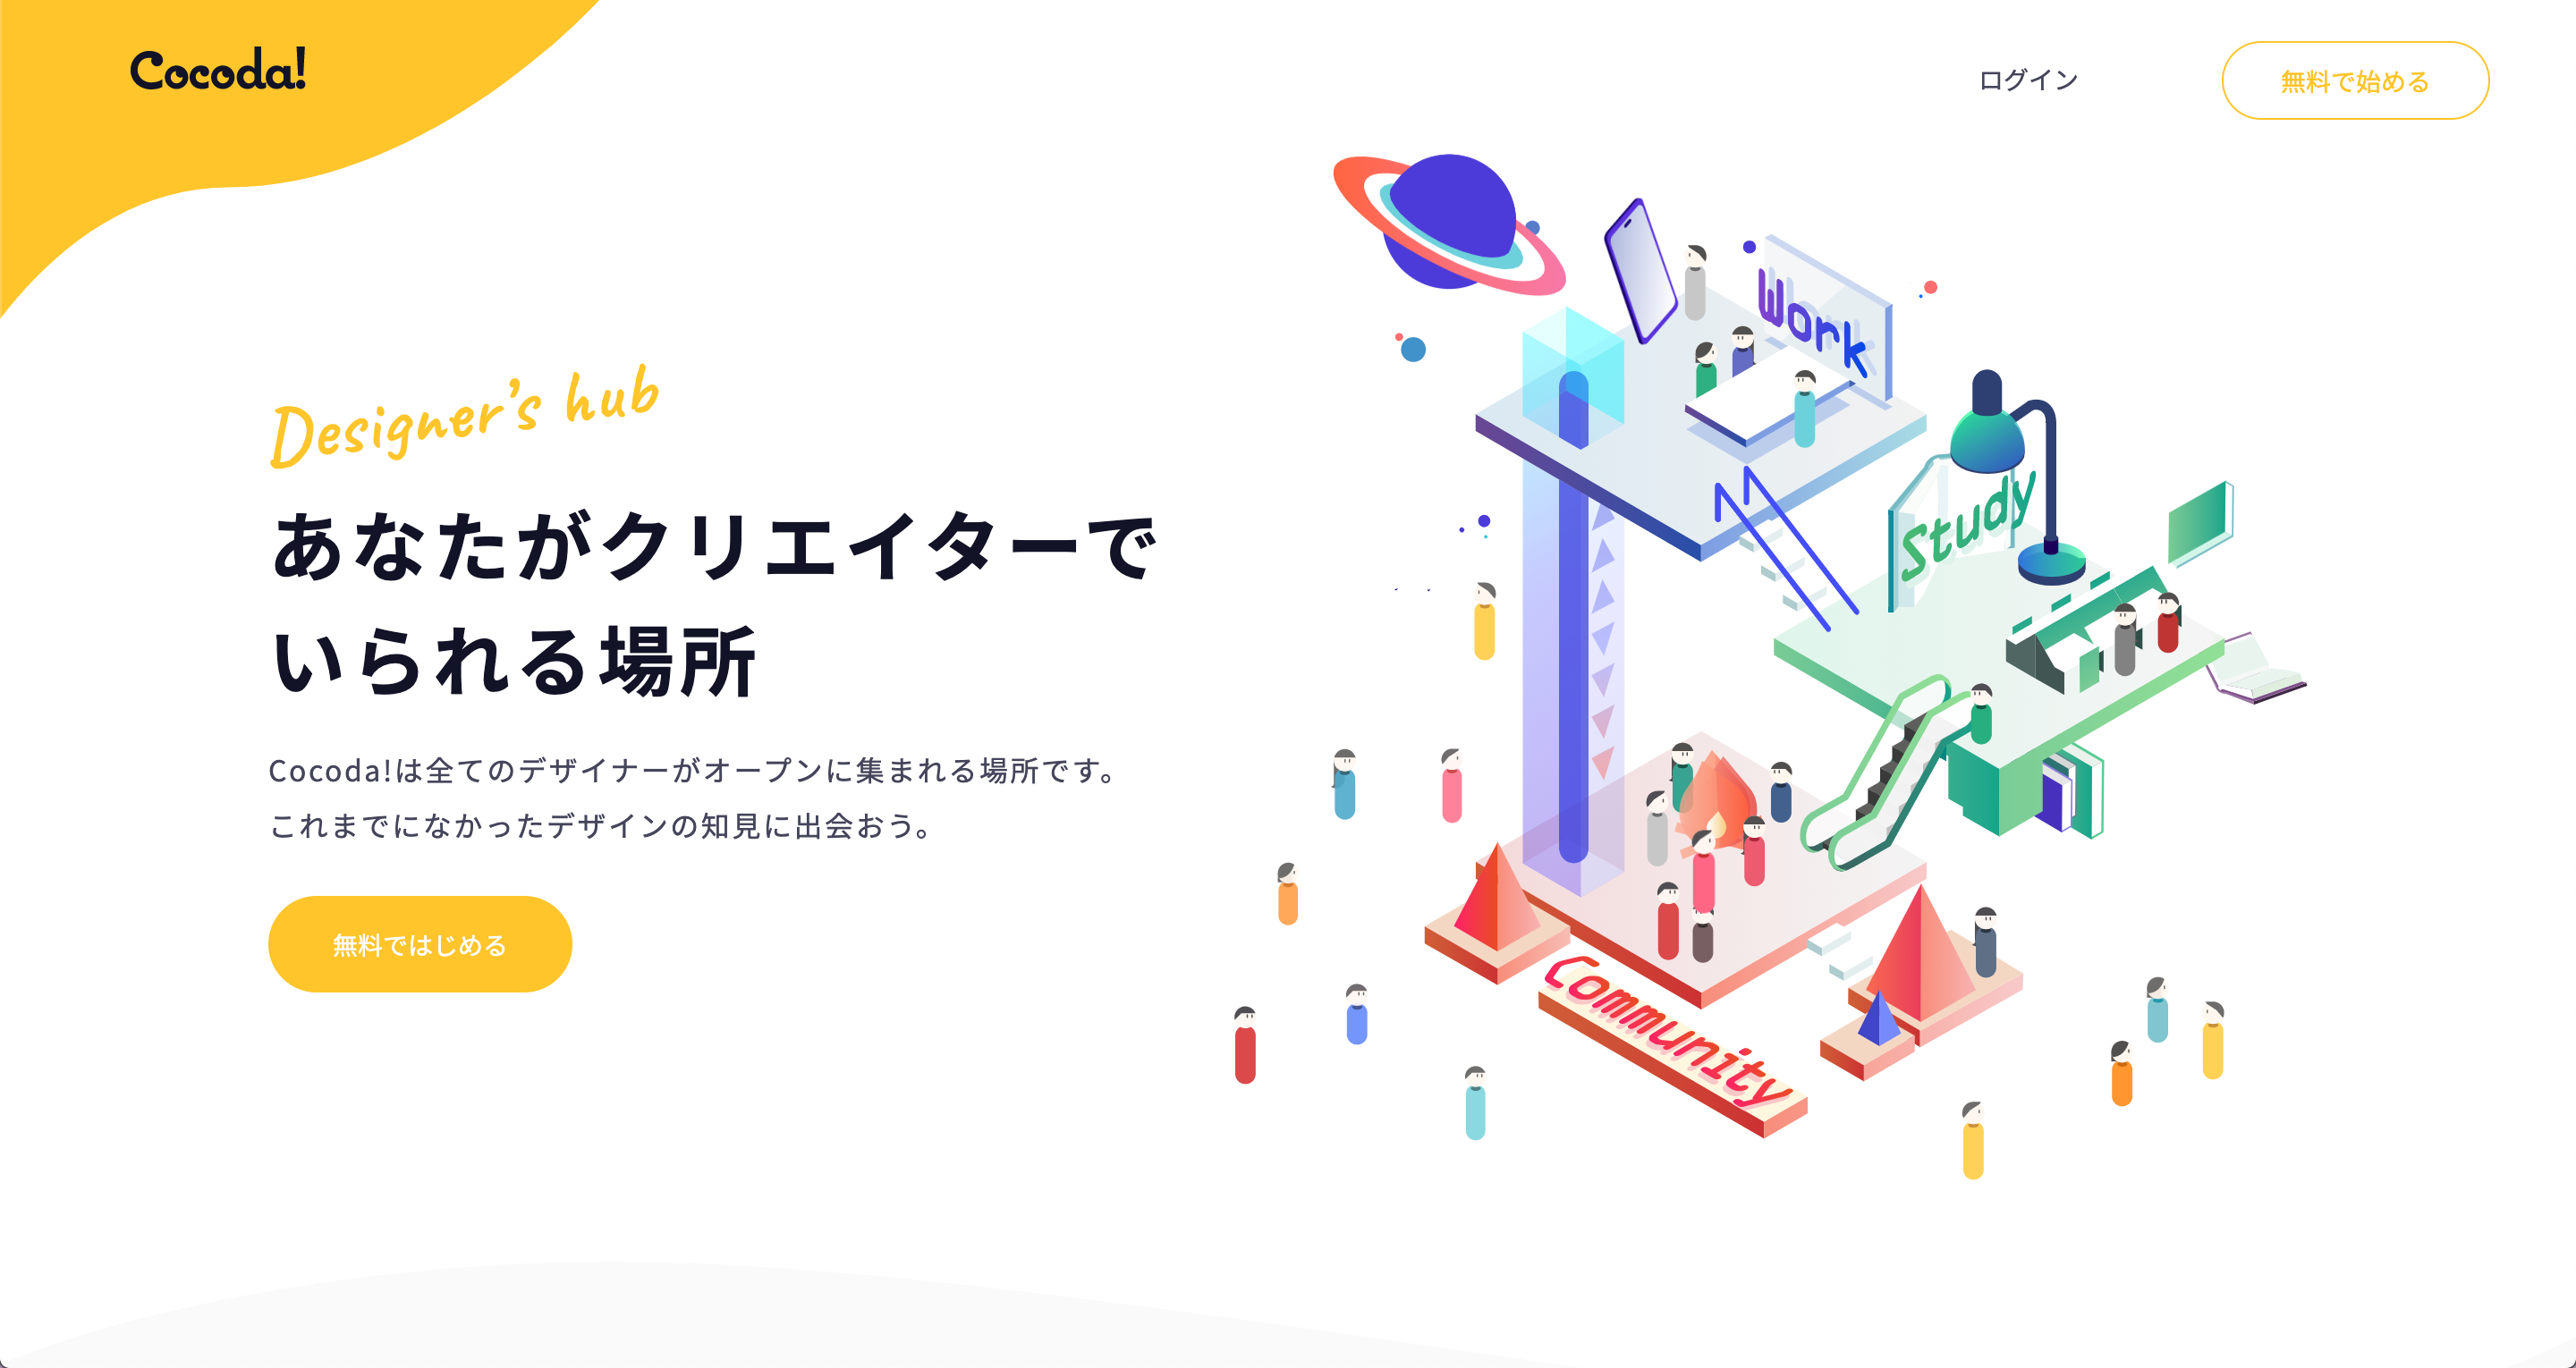 Cocoda!
ログイン
無料で始める
Designer's hub
あなたがクリエイターで
いられる場所
Cocoda!は全てのデザイナーがオープンに集まれる場所です。
これまでになかったデザインの知見に出会おう。
無料ではじめる
Work
Study
Community